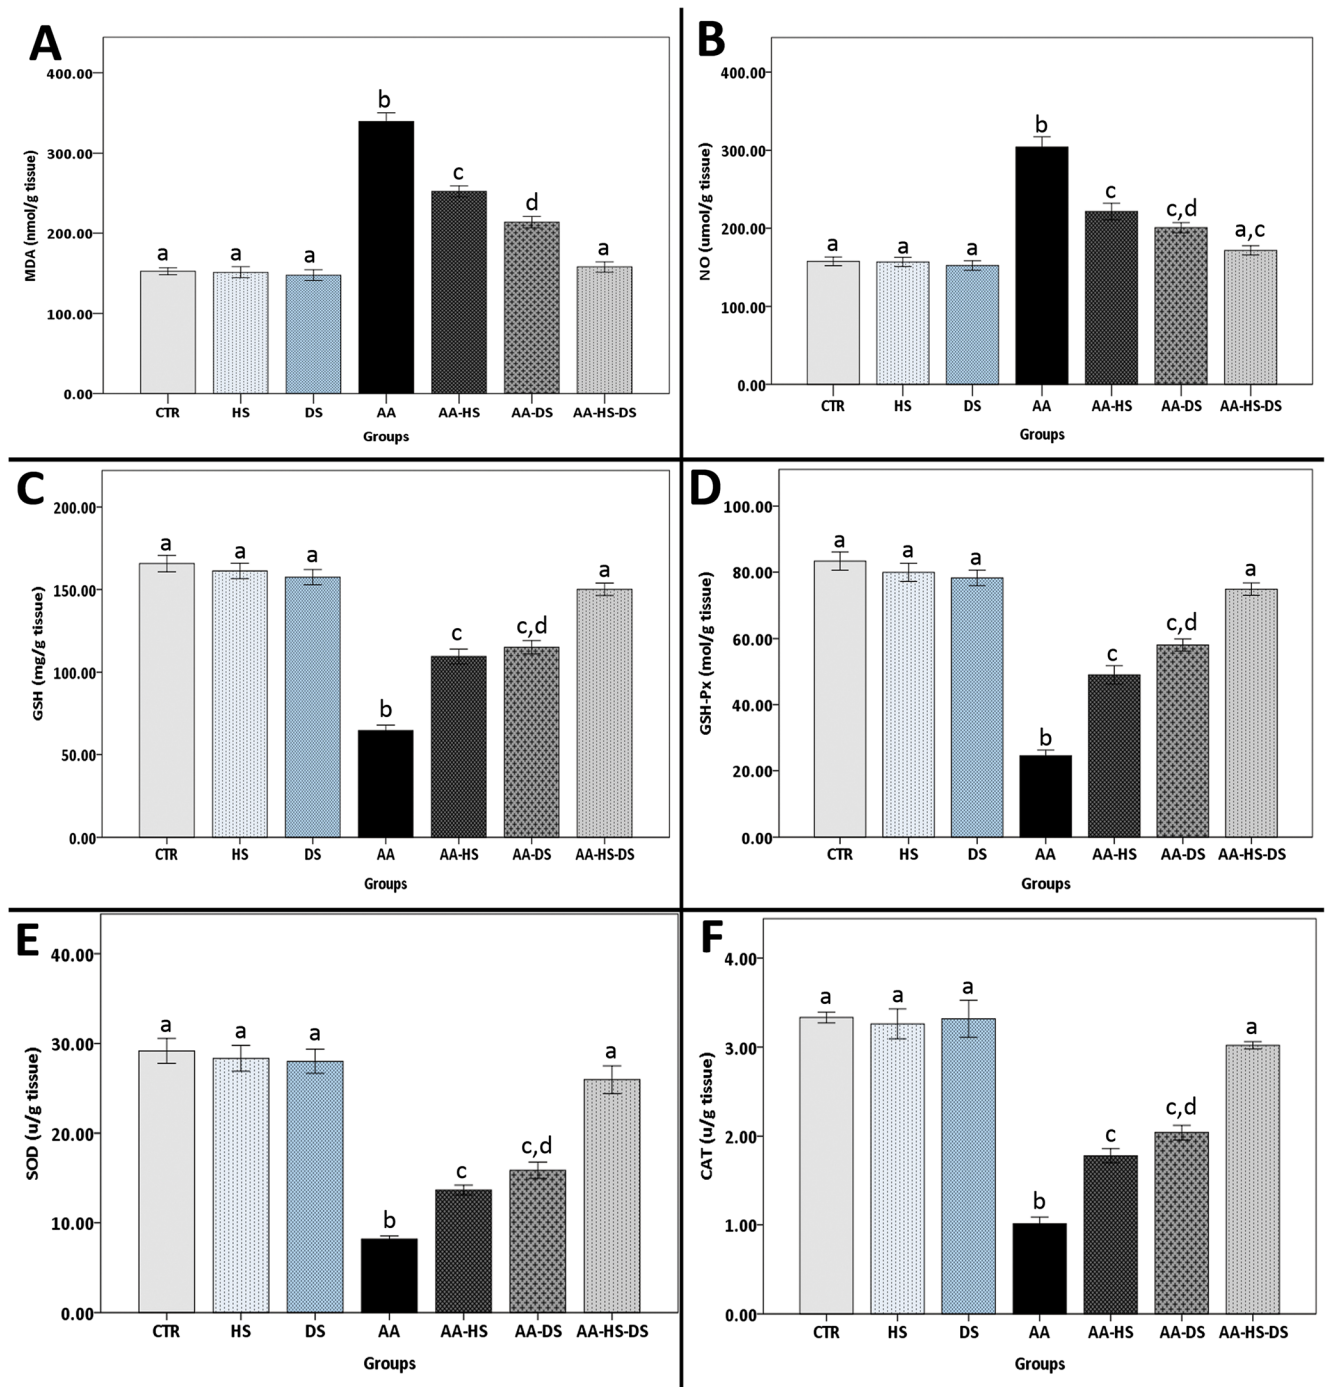 A
MDA (nmol/g tissue)
400.00
300.00
200.00
100.00
0.00
a a a b c d a
CTR HS DS AA AA-HS AA-DS AA-HS-DS
Groups
B
NO (umol/g tissue)
400.00
300.00
200.00
100.00
0.00
a a a b c c,d a,c
CTR HS DS AA AA-HS AA-DS AA-HS-DS
Groups
C
GSH (mg/g tissue)
200.00
150.00
100.00
50.00
0.00
a a a b c c,d a
CTR HS DS AA AA-HS AA-DS AA-HS-DS
Groups
D
GSH-Px (mol/g tissue)
100.00
80.00
60.00
40.00
20.00
0.00
a a a b c c,d a
CTR HS DS AA AA-HS AA-DS AA-HS-DS
Groups
E
SOD (u/g tissue)
40.00
30.00
20.00
10.00
0.00
a a a b c c,d a
CTR HS DS AA AA-HS AA-DS AA-HS-DS
Groups
F
CAT (u/g tissue)
4.00
3.00
2.00
1.00
0.00
a a a b c c,d a
CTR HS DS AA AA-HS AA-DS AA-HS-DS
Groups